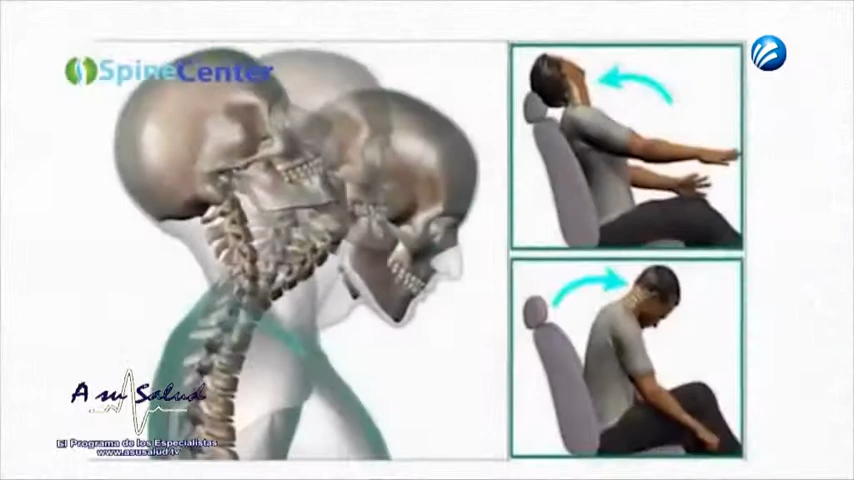 SpineCenter
A su Salud
El Programa de los Especialistas
www.asusalud.tv